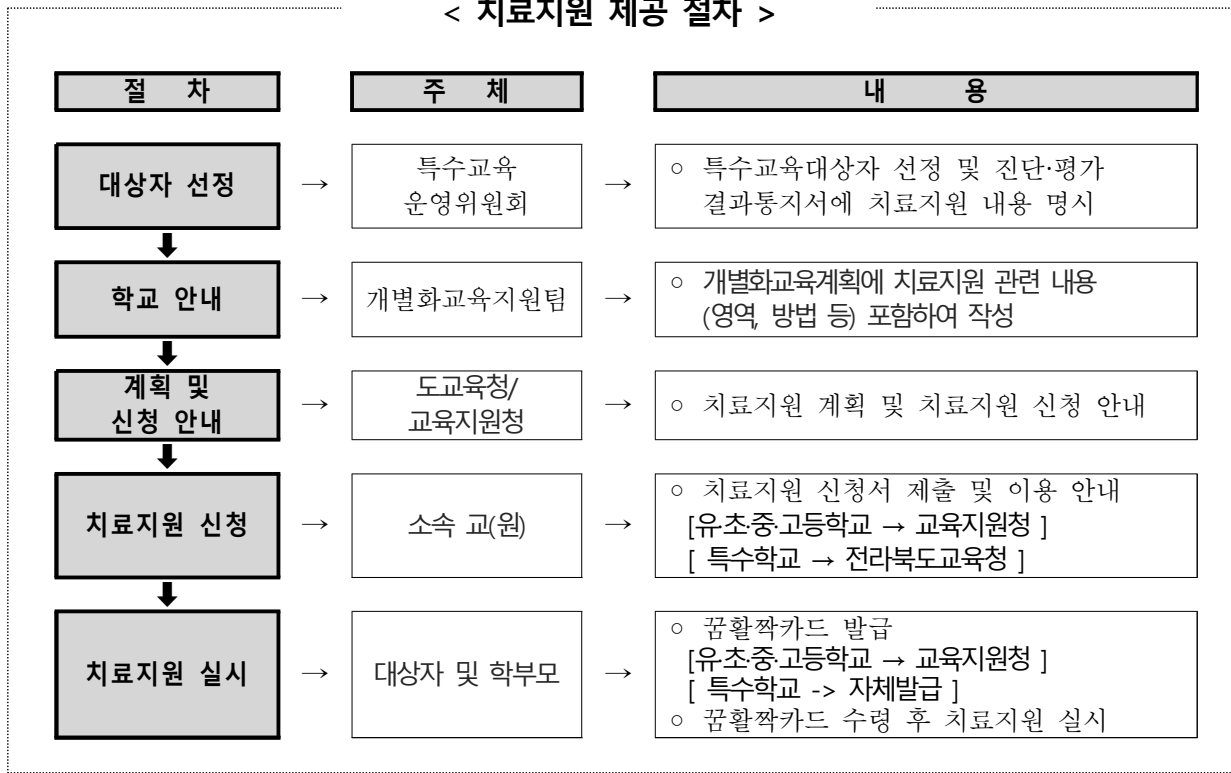 < 치료지원 제공 절차 >
절 차 주 체 내 용
대상자 선정 → 특수교육 운영위원회 → ○ 특수교육대상자 선정 및 진단·평가
결과통지서에 치료지원 내용 명시
학교 안내 → 개별화교육지원팀 → ○ 개별화교육계획에 치료지원 관련 내용
(영역, 방법 등) 포함하여 작성
계획 및
신청 안내 → 도교육청/
교육지원청 → ○ 치료지원 계획 및 치료지원 신청 안내
치료지원 신청 → 소속 교(원) → ○ 치료지원 신청서 제출 및 이용 안내
[유·초·중·고등학교 → 교육지원청 ]
[ 특수학교 → 전라북도교육청 ]
치료지원 실시 → 대상자 및 학부모 → ○ 꿈활짝카드 발급
[유·초·중·고등학교 → 교육지원청 ]
[ 특수학교 -> 자체발급 ]
○ 꿈활짝카드 수령 후 치료지원 실시